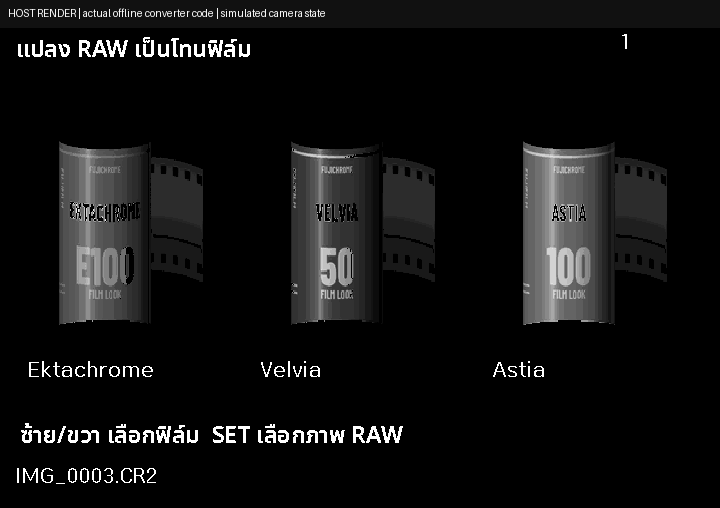 HOST RENDER | actual offline converter code | simulated camera state
แปลง RAW เป็นโทนฟิล์ม
1
FUJICHROME
EKTACHROME
E100
FILM LOOK
FUJICHROME
VELVIA
50
FILM LOOK
FUJICHROME
ASTIA
100
FILM LOOK
Ektachrome
Velvia
Astia
ซ้าย/ขวา เลือกฟิล์ม SET เลือกภาพ RAW
IMG_0003.CR2